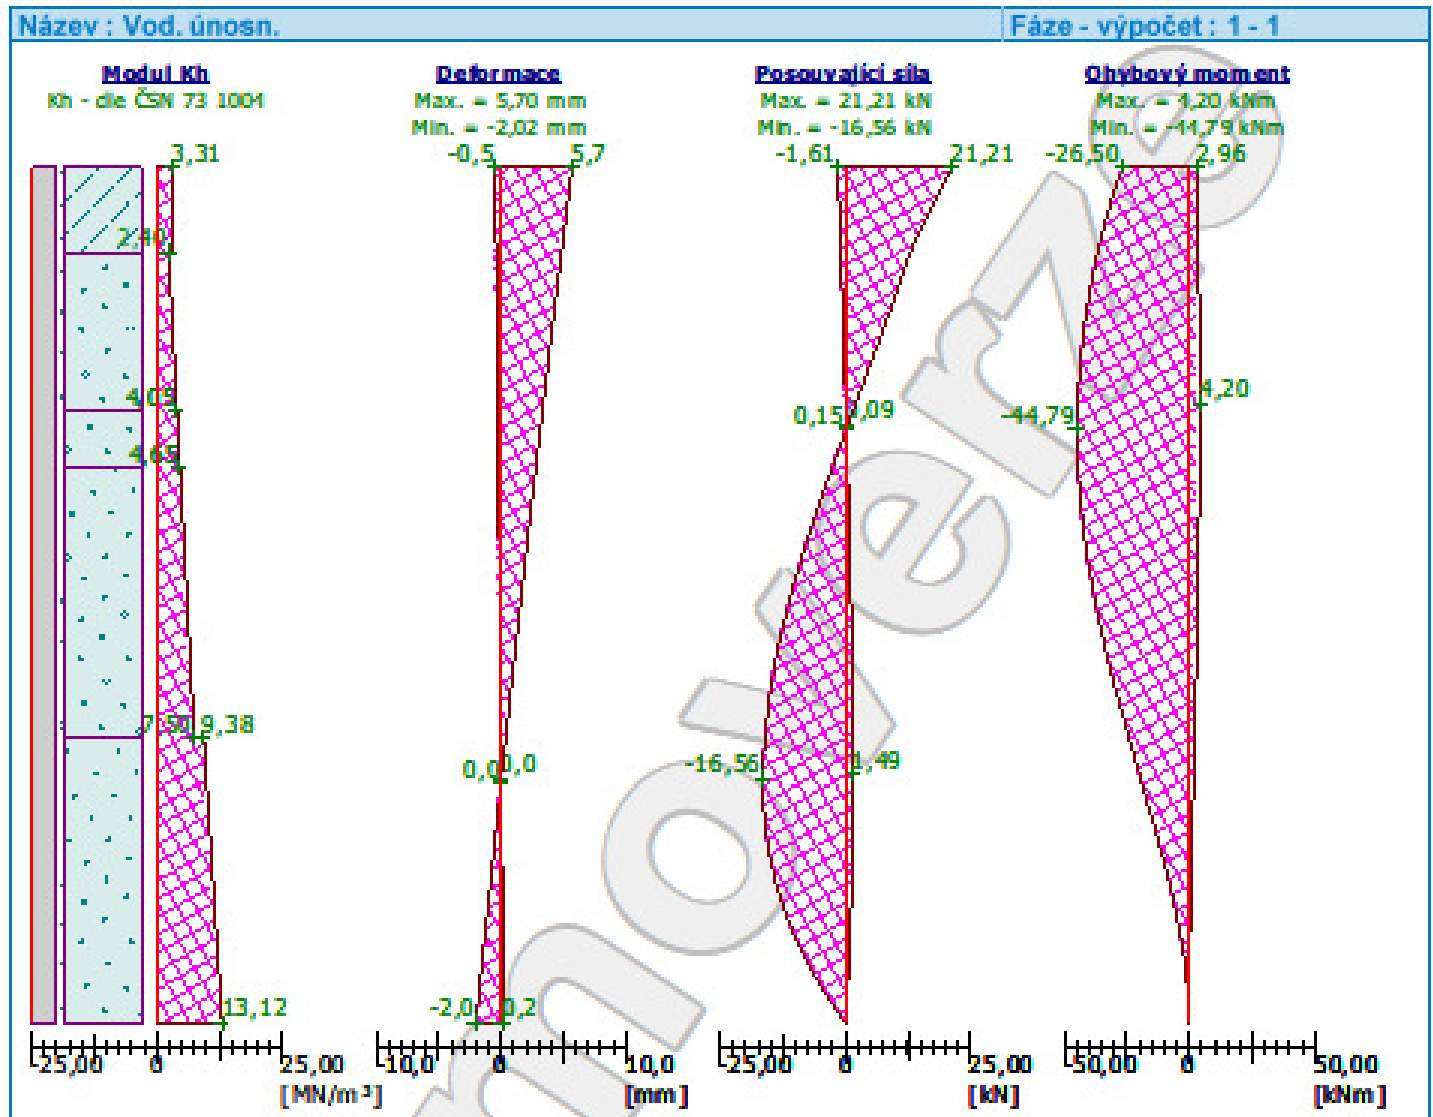 Název : Vod. únosn.
Fáze - výpočet : 1 - 1
Modul Kh
Kh - dle ČSN 73 1004
Deformace
Max. = 5,70 mm
Min. = -2,02 mm
Posouvající síla
Max. = 21,21 kN
Min. = -16,56 kN
Ohybový moment
Max. = 4,20 kNm
Min. = -44,79 kNm
3,31
-0,5
5,7
-1,61
21,21
-26,50
2,96
2,40
4,05
0,15
,09
-44,79
4,20
4,65
7,50
9,38
0,0
0,0
-16,56
1,49
13,12
-2,0
0,2
-25,00
0
25,00
[MN/m³]
-10,0
0
10,0
[mm]
-25,00
0
25,00
[kN]
-50,00
0
50,00
[kNm]